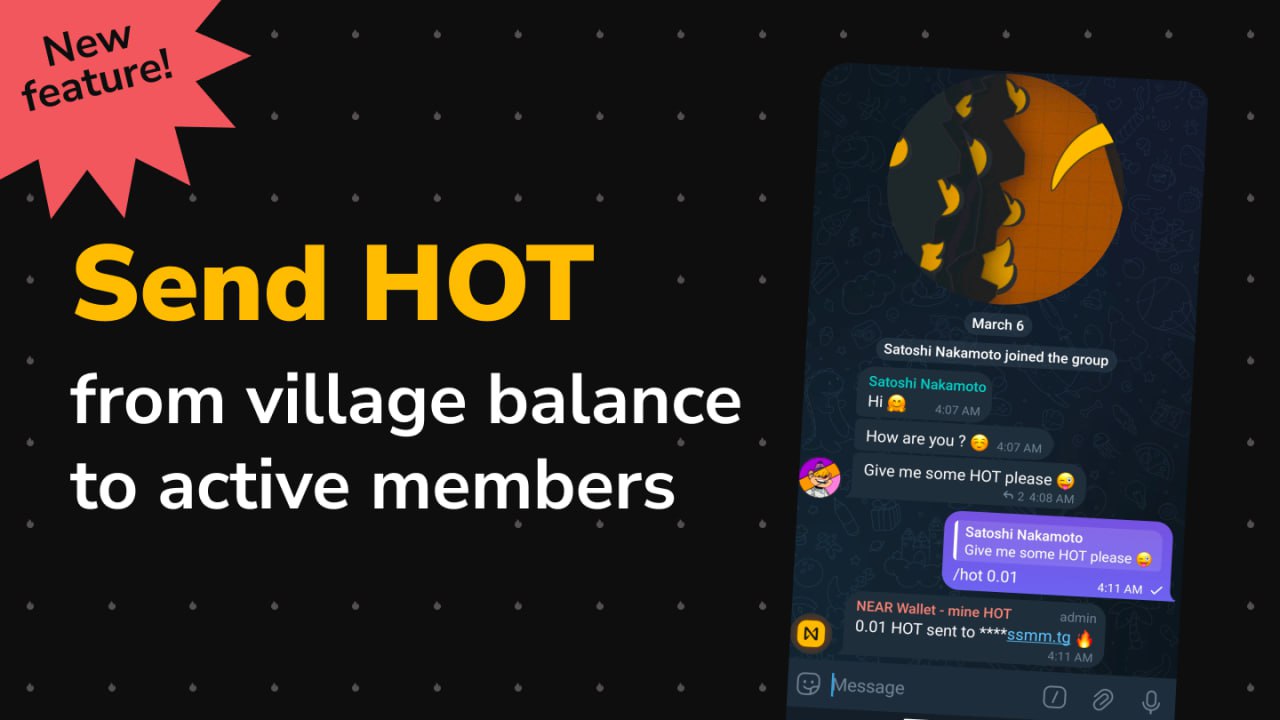 New
feature!
Send HOT
from village balance
to active members
March 6
Satoshi Nakamoto joined the group
Satoshi Nakamoto
Hi 🤗 4:07 AM
How are you ? ☺️ 4:07 AM
Give me some HOT please 😜
2 4:08 AM
Satoshi Nakamoto
Give me some HOT please 😜
/hot 0.01
4:11 AM
NEAR Wallet - mine HOT admin
0.01 HOT sent to ****ssmm.tg 🔥
4:11 AM
Message